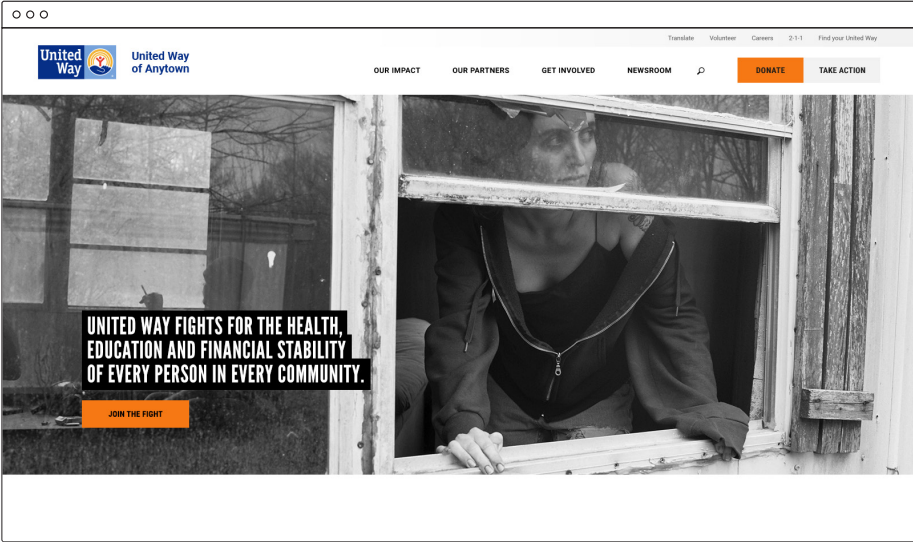 Translate Volunteer Careers 2-1-1 Find your United Way
United
Way
United Way
of Anytown
OUR IMPACT OUR PARTNERS GET INVOLVED NEWSROOM DONATE TAKE ACTION
UNITED WAY FIGHTS FOR THE HEALTH,
EDUCATION AND FINANCIAL STABILITY
OF EVERY PERSON IN EVERY COMMUNITY.
JOIN THE FIGHT